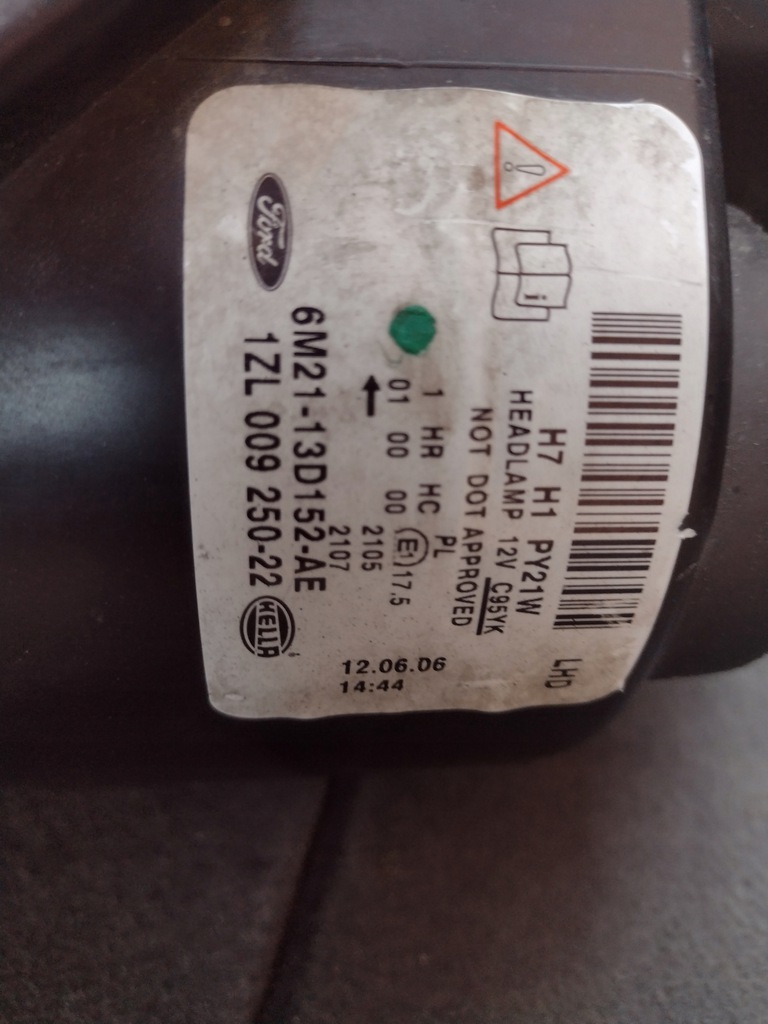 Ford
6M21-13D152-AE
1ZL 009 250-22
HELLA
2107
2105
01 00 00
E1 17.5
1 HR HC PL
NOT DOT APPROVED
HEADLAMP 12V C95YK
H7 H1 PY21W
LHD
12.06.06
14:44